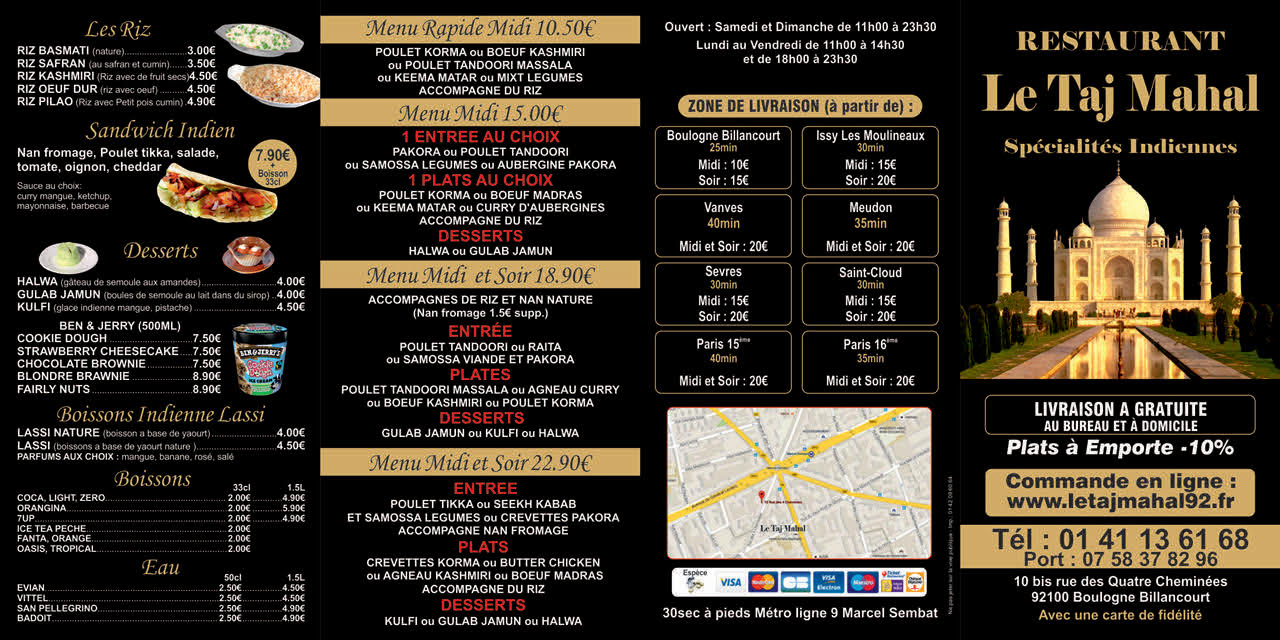 Les Riz
RIZ BASMATI (nature)......................3.00€
RIZ SAFRAN (au safran et cumin).....3.50€
RIZ KASHMIRI (Riz avec de fruit secs)4.50€
RIZ OEUF DUR (riz avec oeuf) ..........4.50€
RIZ PILAO (Riz avec Petit pois cumin) .4.90€
Sandwich Indien
Nan fromage, Poulet tikka, salade,
tomate, oignon, cheddar
7.90€
+
Boisson
33cl
Sauce au choix:
curry mangue, ketchup,
mayonnaise, barbecue
Desserts
HALWA (gâteau de semoule aux amandes)....................4.00€
GULAB JAMUN (boules de semoule au lait dans du sirop) .4.00€
KULFI (glace indienne mangue, pistache) ......................4.50€
BEN & JERRY (500ML)
COOKIE DOUGH ......................7.50€
STRAWBERRY CHEESECAKE ....7.50€
CHOCOLATE BROWNIE..............7.50€
BLONDRE BRAWNIE .................8.90€
FAIRLY NUTS...........................8.90€
BEN & JERRY'S
Boissons Indienne Lassi
LASSI NATURE (boisson a base de yaourt)......................4.00€
LASSI (boissons a base de yaourt nature )......................4.50€
PARFUMS AUX CHOIX : mangue, banane, rosé, salé
Boissons
33cl 1.5L
COCA, LIGHT, ZERO..............................2.00€ ........4.90€
ORANGINA............................................2.00€ ........5.90€
7UP......................................................2.00€ ........4.90€
ICE TEA PECHE....................................2.00€
FANTA, ORANGE..................................2.00€
OASIS, TROPICAL ................................2.00€
Eau
50cl 1.5L
EVIAN..................................................2.50€ ........4.50€
VITTEL.................................................2.50€ ........4.50€
SAN PELLEGRINO................................2.50€ ........4.90€
BADOIT................................................2.50€ ........4.90€
Menu Rapide Midi 10.50€
POULET KORMA ou BOEUF KASHMIRI
ou POULET TANDOORI MASSALA
ou KEEMA MATAR ou MIXT LEGUMES
ACCOMPAGNE DU RIZ
Menu Midi 15.00€
1 ENTREE AU CHOIX
PAKORA ou POULET TANDOORI
ou SAMOSSA LEGUMES ou AUBERGINE PAKORA
1 PLATS AU CHOIX
POULET KORMA ou BOEUF MADRAS
ou KEEMA MATAR ou CURRY D'AUBERGINES
ACCOMPAGNE DU RIZ
DESSERTS
HALWA ou GULAB JAMUN
Menu Midi et Soir 18.90€
ACCOMPAGNES DE RIZ ET NAN NATURE
(Nan fromage 1.5€ supp.)
ENTRÉE
POULET TANDOORI ou RAITA
ou SAMOSSA VIANDE ET PAKORA
PLATES
POULET TANDOORI MASSALA ou AGNEAU CURRY
ou BOEUF KASHMIRI ou POULET KORMA
DESSERTS
GULAB JAMUN ou KULFI ou HALWA
Menu Midi et Soir 22.90€
ENTREE
POULET TIKKA ou SEEKH KABAB
ET SAMOSSA LEGUMES ou CREVETTES PAKORA
ACCOMPAGNE NAN FROMAGE
PLATS
CREVETTES KORMA ou BUTTER CHICKEN
ou AGNEAU KASHMIRI ou BOEUF MADRAS
ACCOMPAGNE DU RIZ
DESSERTS
KULFI ou GULAB JAMUN ou HALWA
Ouvert : Samedi et Dimanche de 11h00 à 23h30
Lundi au Vendredi de 11h00 à 14h30
et de 18h00 à 23h30
ZONE DE LIVRAISON (à partir de) :
Boulogne Billancourt
25min
Midi : 10€
Soir : 15€
Issy Les Moulineaux
30min
Midi : 15€
Soir : 20€
Vanves
40min
Midi et Soir : 20€
Meudon
35min
Midi et Soir : 20€
Sevres
30min
Midi : 15€
Soir : 20€
Saint-Cloud
30min
Midi : 15€
Soir : 20€
Paris 15ème
40min
Midi et Soir : 20€
Paris 16ème
35min
Midi et Soir : 20€
Le Taj Mahal
Espèce
VISA
MasterCard
CB
VISA
Electron
Maestro
Ticket
Restaurant
30sec à pieds Métro ligne 9 Marcel Sembat
RESTAURANT
Le Taj Mahal
Spécialités Indiennes
LIVRAISON A GRATUITE
AU BUREAU ET À DOMICILE
Plats à Emporte -10%
Commande en ligne :
www.letajmahal92.fr
Tél : 01 41 13 61 68
Port : 07 58 37 82 96
10 bis rue des Quatre Cheminées
92100 Boulogne Billancourt
Avec une carte de fidélité